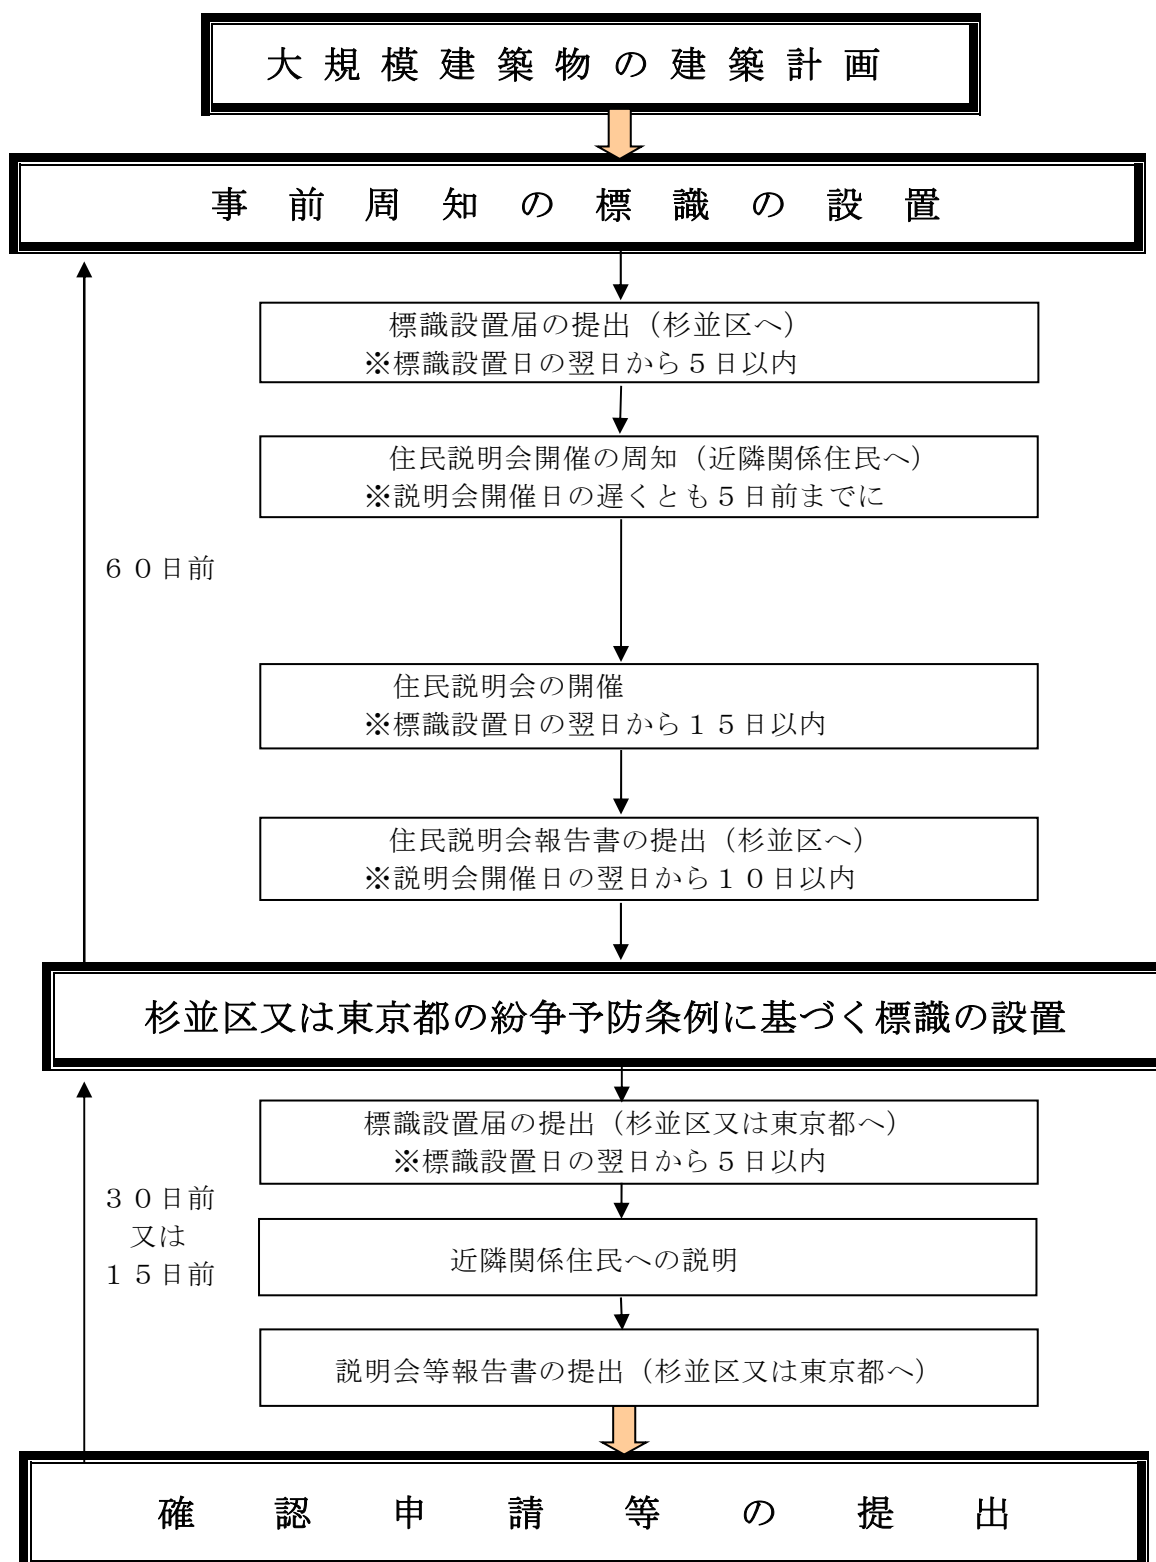 大規模建築物の建築計画
事前周知の標識の設置
標識設置届の提出（杉並区へ）
※標識設置日の翌日から５日以内
住民説明会開催の周知（近隣関係住民へ）
※説明会開催日の遅くとも５日前までに
６０日前
住民説明会の開催
※標識設置日の翌日から１５日以内
住民説明会報告書の提出（杉並区へ）
※説明会開催日の翌日から１０日以内
杉並区又は東京都の紛争予防条例に基づく標識の設置
標識設置届の提出（杉並区又は東京都へ）
※標識設置日の翌日から５日以内
３０日前
又は
１５日前
近隣関係住民への説明
説明会等報告書の提出（杉並区又は東京都へ）
確認申請等の提出